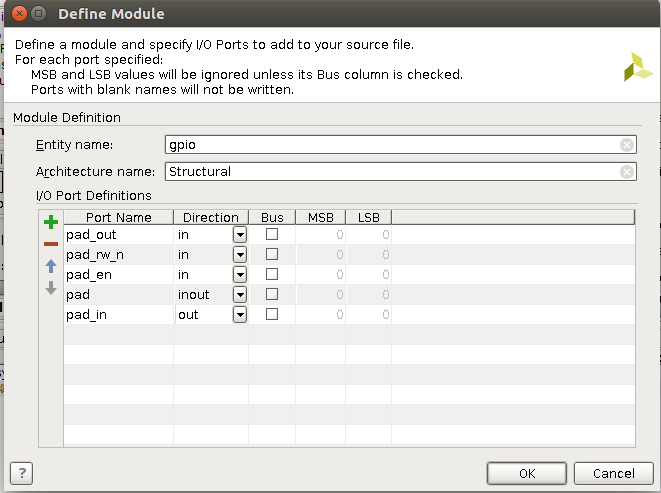 Define Module
Define a module and specify I/O Ports to add to your source file.
For each port specified:
MSB and LSB values will be ignored unless its Bus column is checked.
Ports with blank names will not be written.
Module Definition
Entity name: gpio
Architecture name: Structural
I/O Port Definitions
Port Name Direction Bus MSB LSB
pad_out in 0 0
pad_rw_n in 0 0
pad_en in 0 0
pad inout 0 0
pad_in out 0 0
? OK Cancel